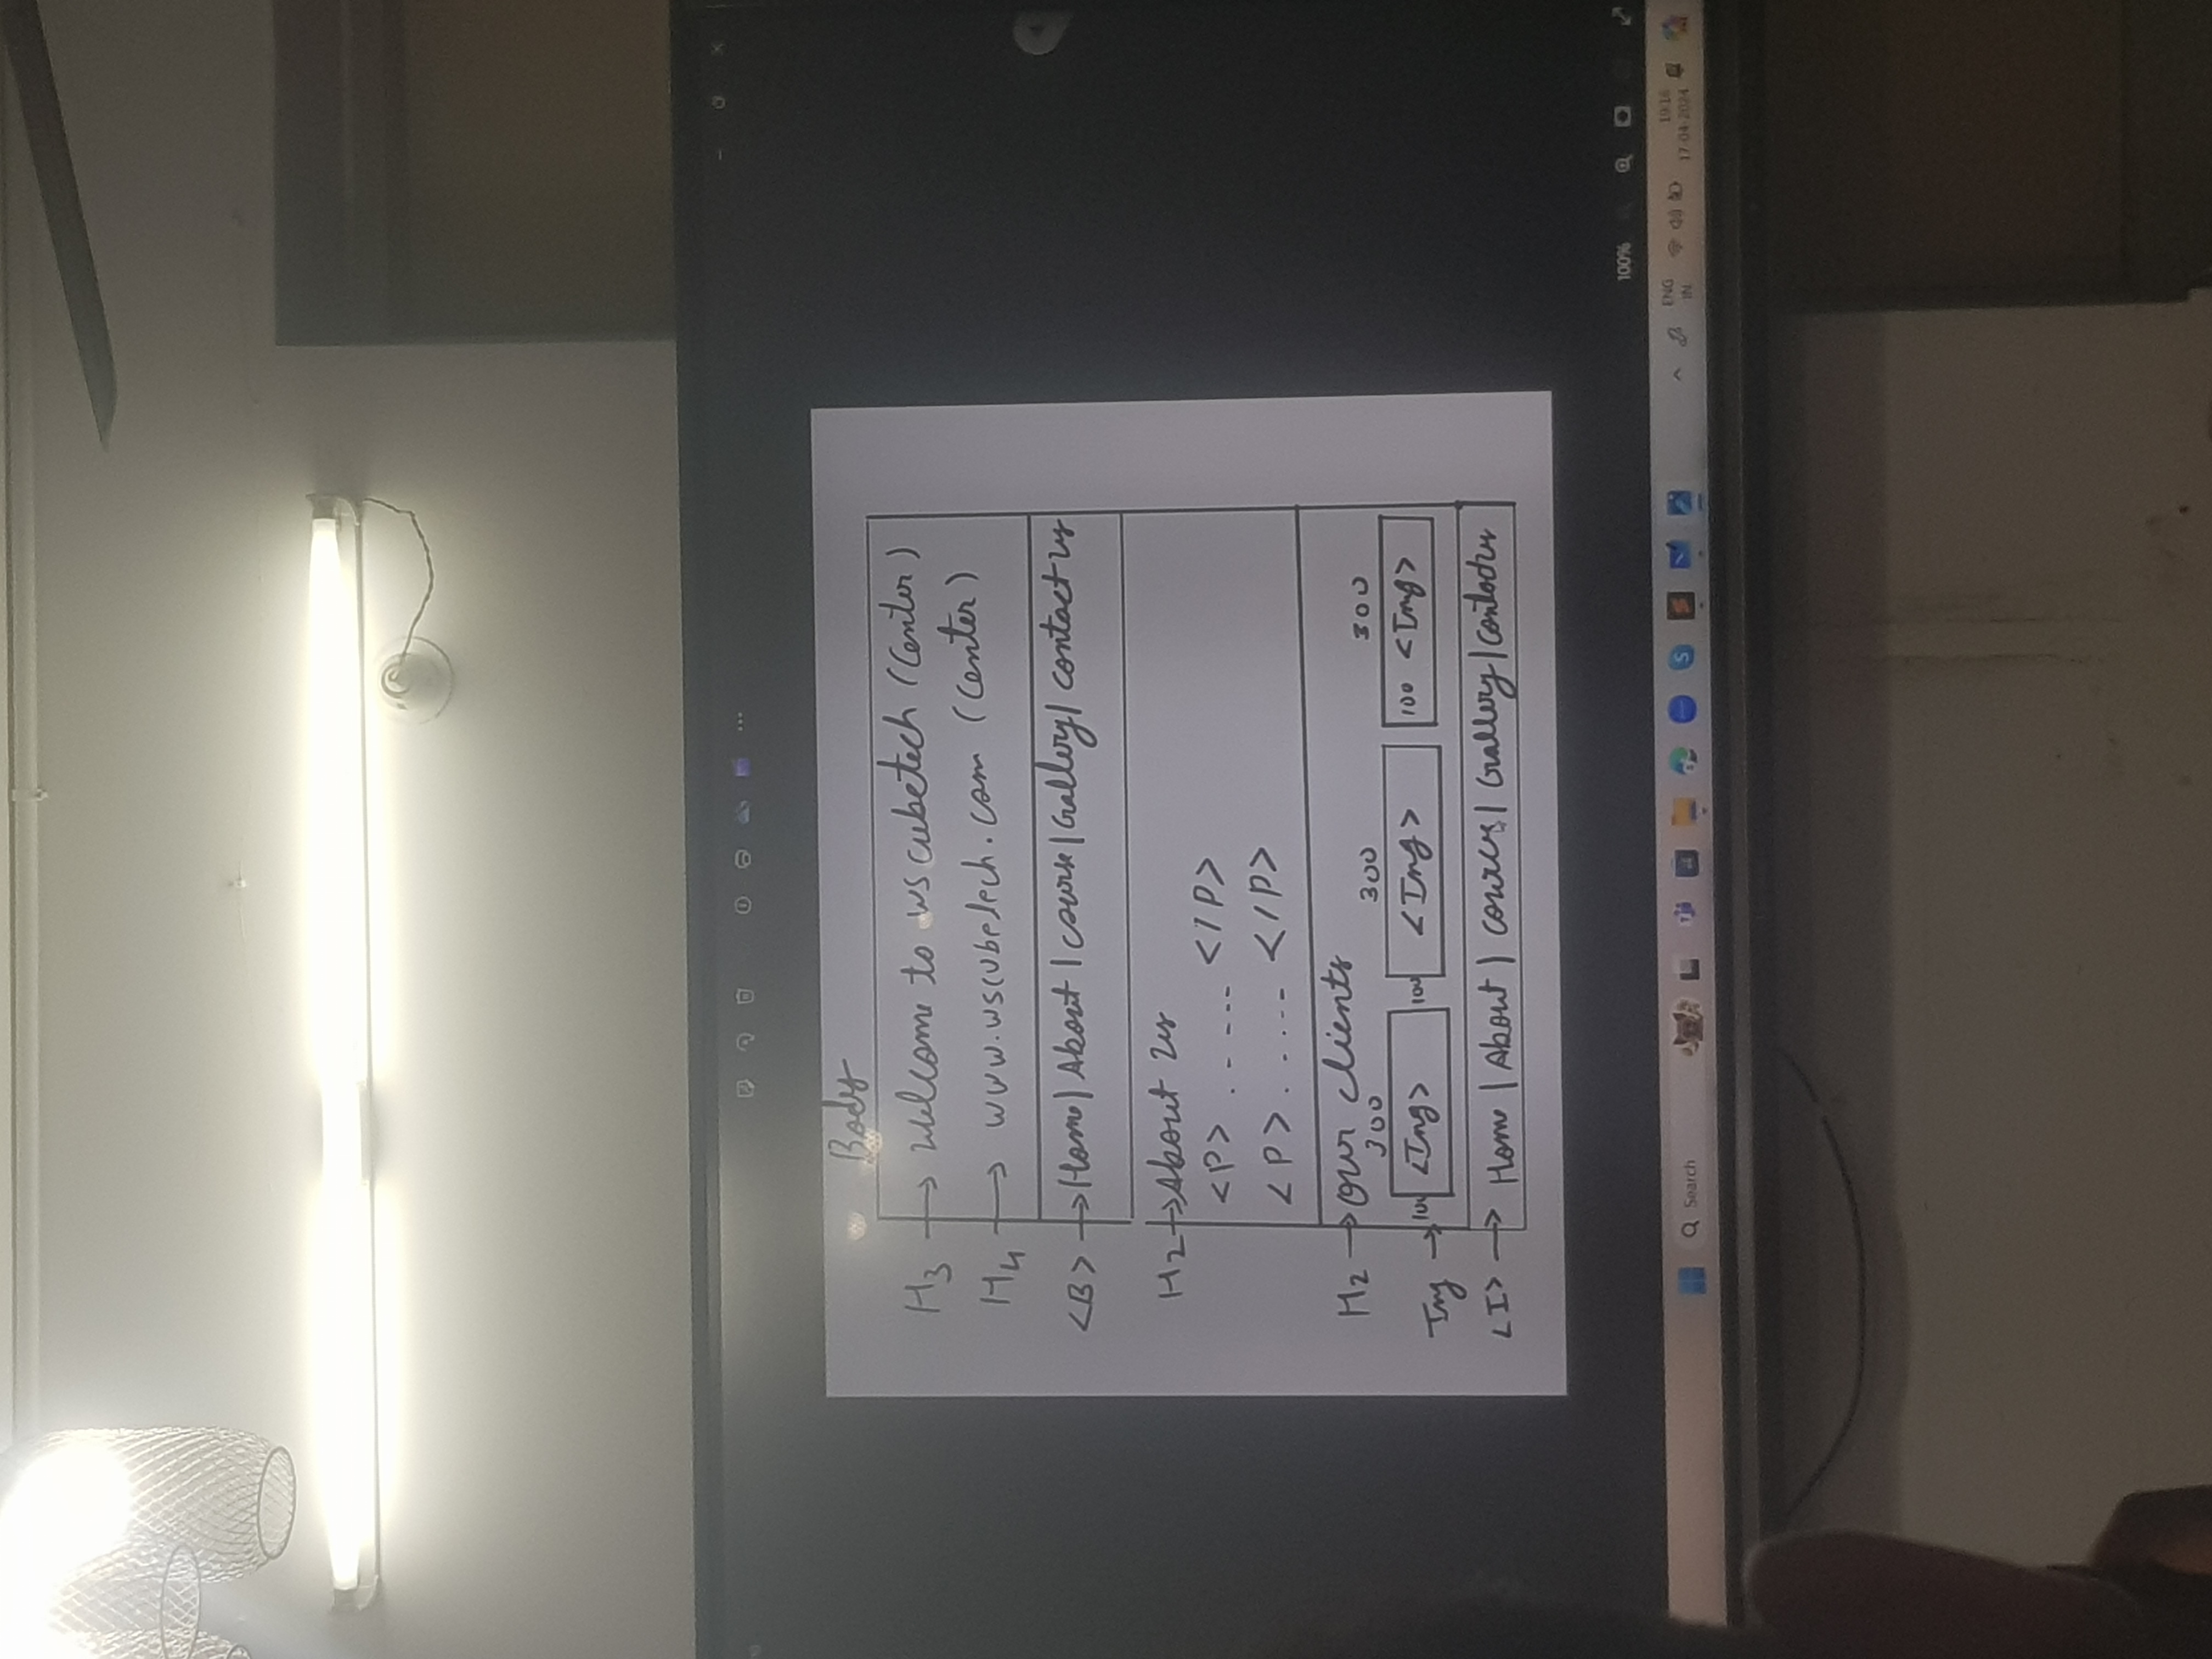 Body
H3 → Welcome to ws cubetech (Center)
H4 → www.wscubetech.com (Center)
<B> → Home | About | course | Gallery | contact us
H2 → About us
<P> . - - - - - </P>
<P> . . . . . - - </P>
H2 → our clients
300 300 300
Img → 100 <Img> 100 <Img> 100 <Img>
<I> → Home | About | cources | Gallery | Contact us
100%
Search
ENG
IN
19:16
17-04-2024